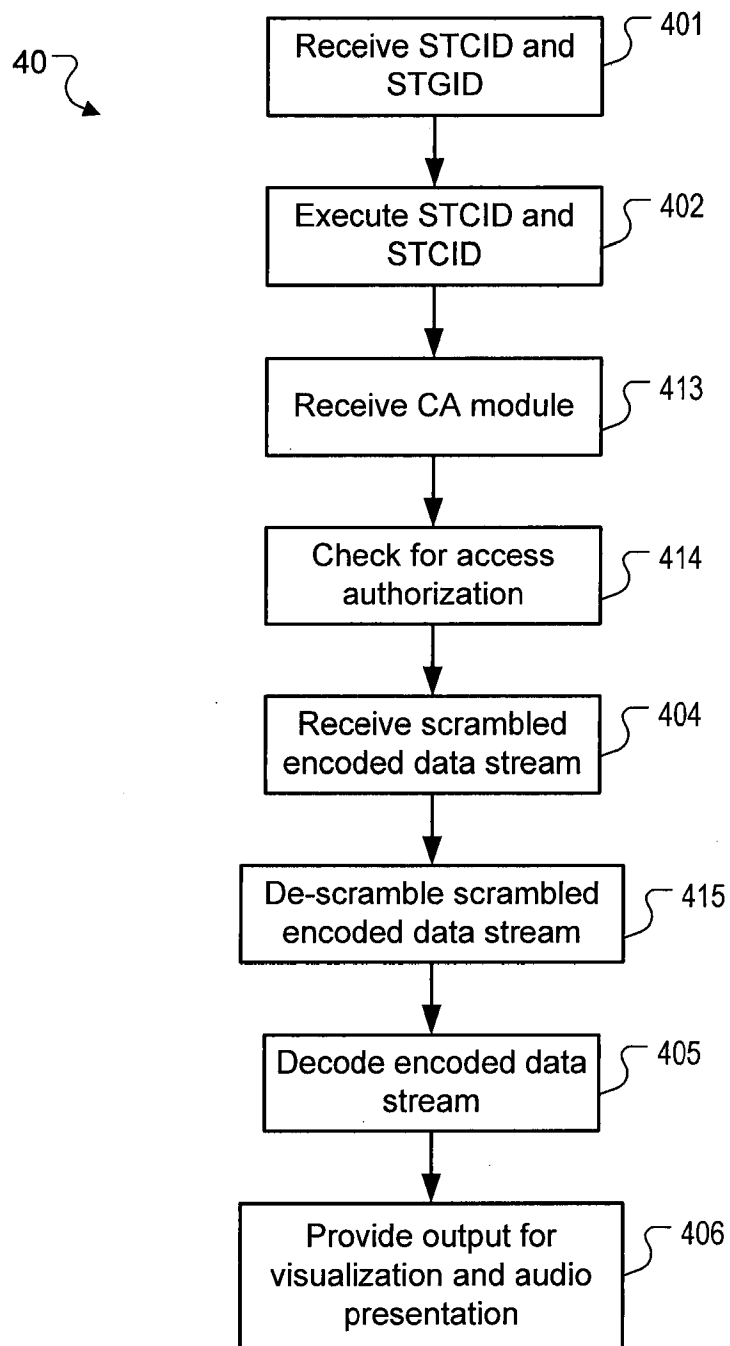 40
Receive STCID and
STGID
401
Execute STCID and
STCID
402
Receive CA module
413
Check for access
authorization
414
Receive scrambled
encoded data stream
404
De-scramble scrambled
encoded data stream
415
Decode encoded data
stream
405
Provide output for
visualization and audio
presentation
406